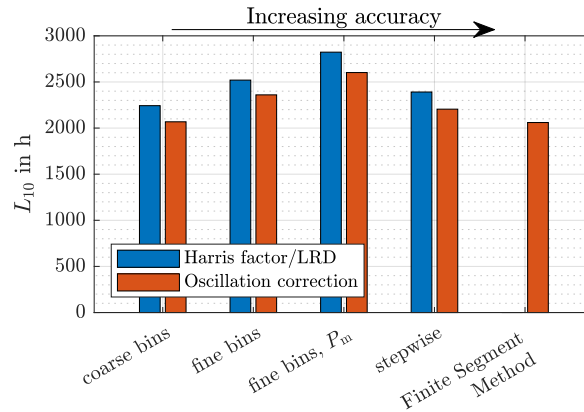 Increasing accuracy
3000
2500
2000
1500
1000
500
0
L10 in h
Harris factor/LRD
Oscillation correction
coarse bins
fine bins
fine bins, Pm
stepwise
Finite Segment
Method